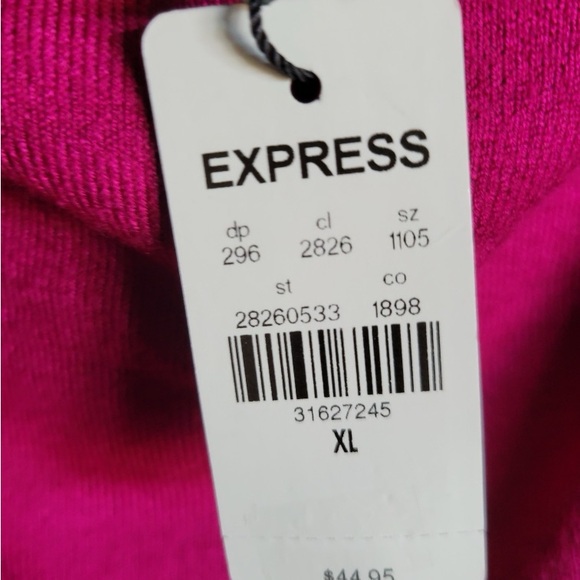 EXPRESS
dp cl sz
296 2826 1105
st co
28260533 1898
31627245
XL
$44.95